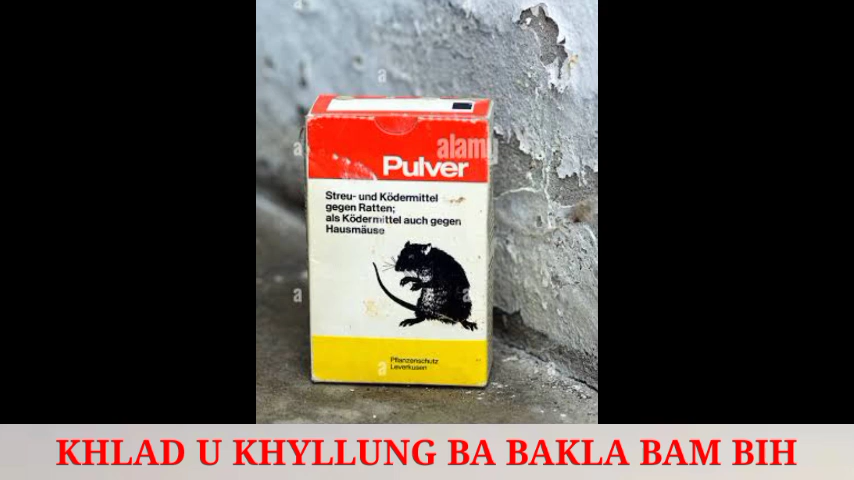 alamy
Pulver
Streu- und Ködermittel
gegen Ratten;
als Ködermittel auch gegen
Hausmäuse
Pflanzenschutz
Leverkusen
KHLAD U KHYLLUNG BA BAKLA BAM BIH